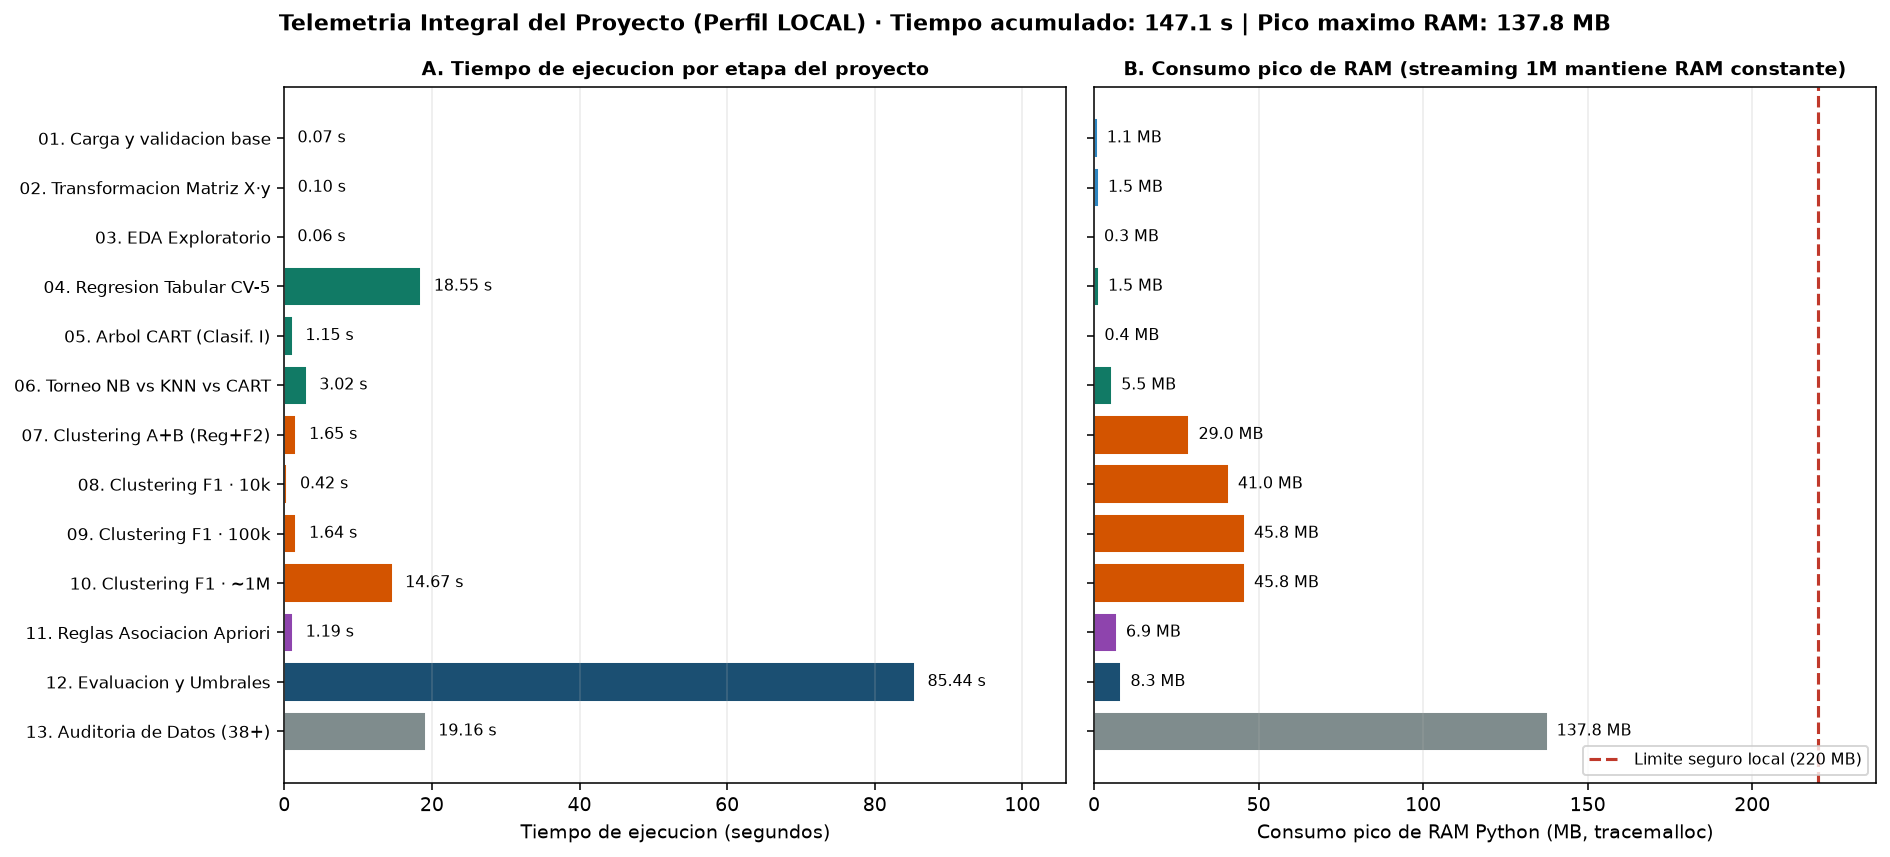 Telemetria Integral del Proyecto (Perfil LOCAL) · Tiempo acumulado: 147.1 s | Pico maximo RAM: 137.8 MB
A. Tiempo de ejecucion por etapa del proyecto
01. Carga y validacion base
0.07 s
02. Transformacion Matriz X·y
0.10 s
03. EDA Exploratorio
0.06 s
04. Regresion Tabular CV-5
18.55 s
05. Arbol CART (Clasif. I)
1.15 s
06. Torneo NB vs KNN vs CART
3.02 s
07. Clustering A+B (Reg+F2)
1.65 s
08. Clustering F1 · 10k
0.42 s
09. Clustering F1 · 100k
1.64 s
10. Clustering F1 · ~1M
14.67 s
11. Reglas Asociacion Apriori
1.19 s
12. Evaluacion y Umbrales
85.44 s
13. Auditoria de Datos (38+)
19.16 s
0 20 40 60 80 100
Tiempo de ejecucion (segundos)
B. Consumo pico de RAM (streaming 1M mantiene RAM constante)
1.1 MB
1.5 MB
0.3 MB
1.5 MB
0.4 MB
5.5 MB
29.0 MB
41.0 MB
45.8 MB
45.8 MB
6.9 MB
8.3 MB
137.8 MB
Limite seguro local (220 MB)
0 50 100 150 200
Consumo pico de RAM Python (MB, tracemalloc)